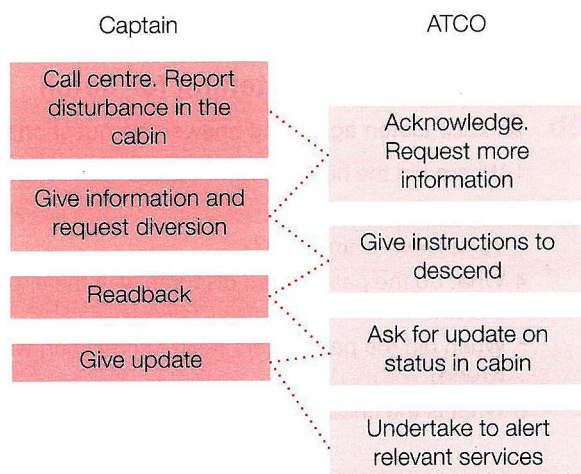 Captain
ATCO
Call centre. Report
disturbance in the
cabin
Acknowledge.
Request more
information
Give information and
request diversion
Give instructions to
descend
Readback
Ask for update on
status in cabin
Give update
Undertake to alert
relevant services